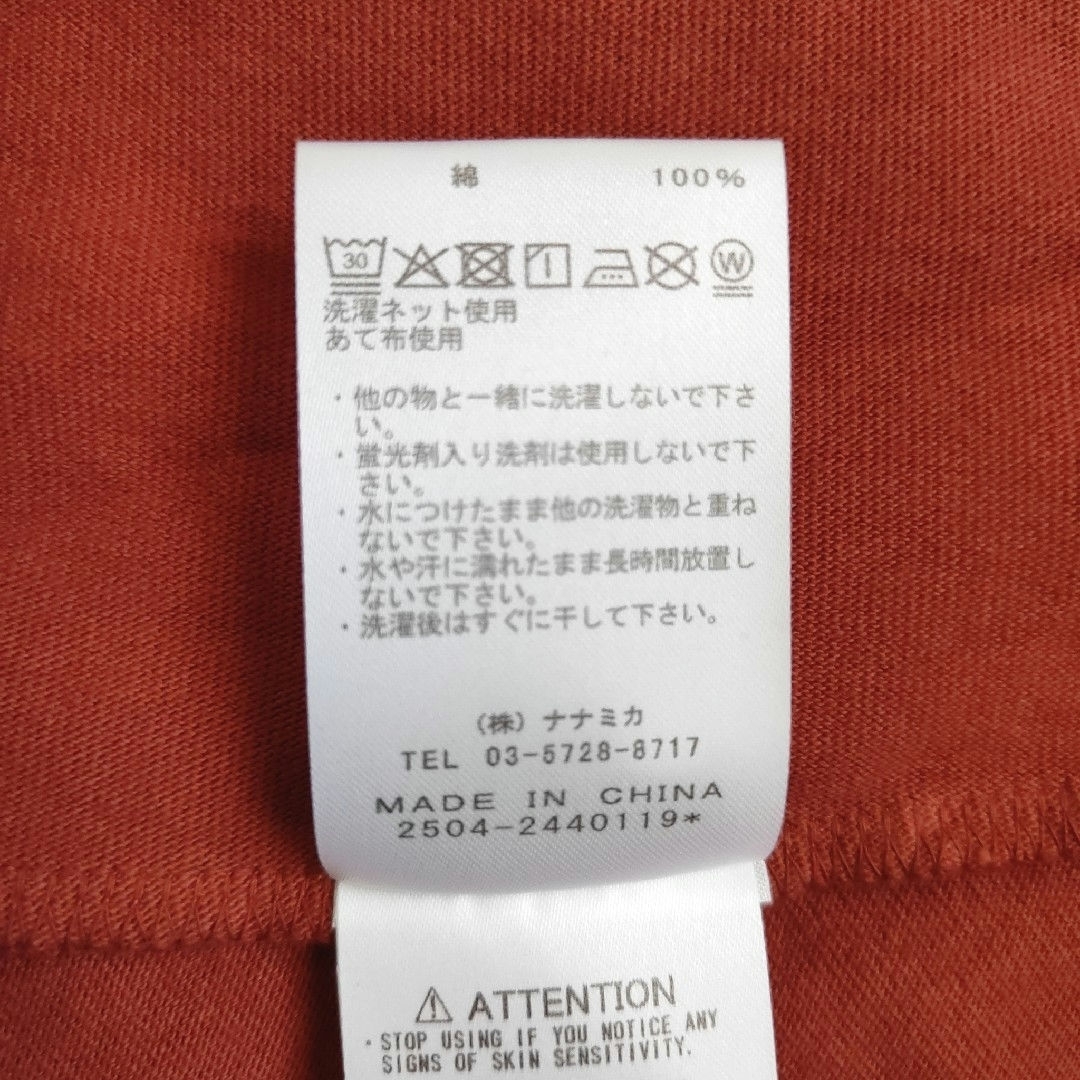 綿 100%
30 W
洗濯ネット使用
あて布使用
・他の物と一緒に洗濯しないで下さ
い。
・蛍光剤入り洗剤は使用しないで下
さい。
・水につけたまま他の洗濯物と重ね
ないで下さい。
・水や汗に濡れたまま長時間放置し
ないで下さい。
・洗濯後はすぐに干して下さい。
(株) ナナミカ
TEL 03-5728-8717
MADE IN CHINA
2504-2440119*
ATTENTION
・STOP USING IF YOU NOTICE ANY
SIGNS OF SKIN SENSITIVITY.